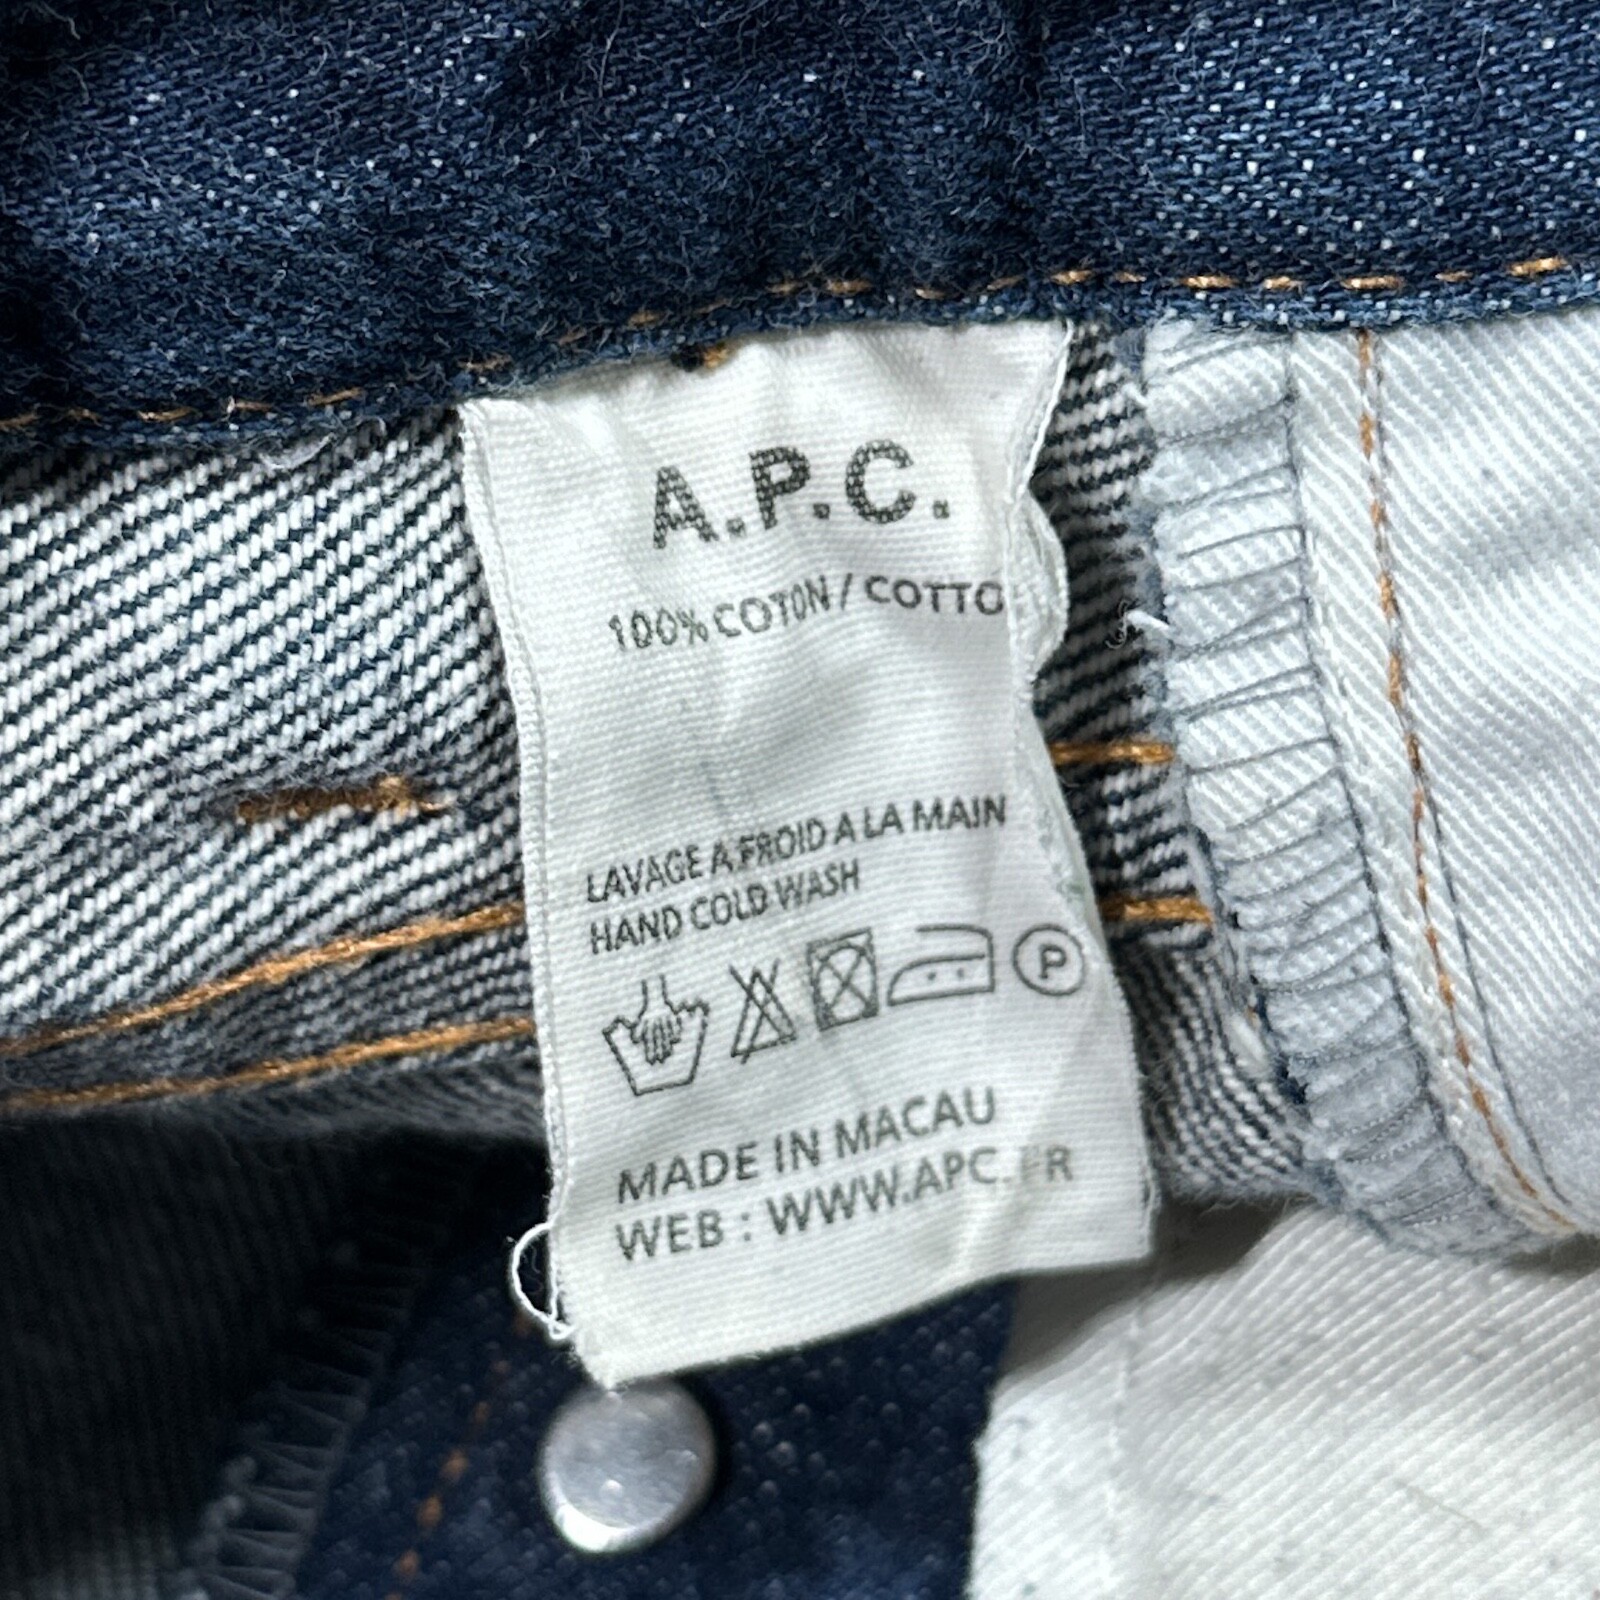 A.P.C.
100% COTON / COTTO
LAVAGE A FROID A LA MAIN
HAND COLD WASH
P
MADE IN MACAU
WEB : WWW.APC.FR